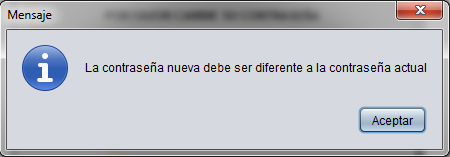 Mensaje
La contraseña nueva debe ser diferente a la contraseña actual
Aceptar